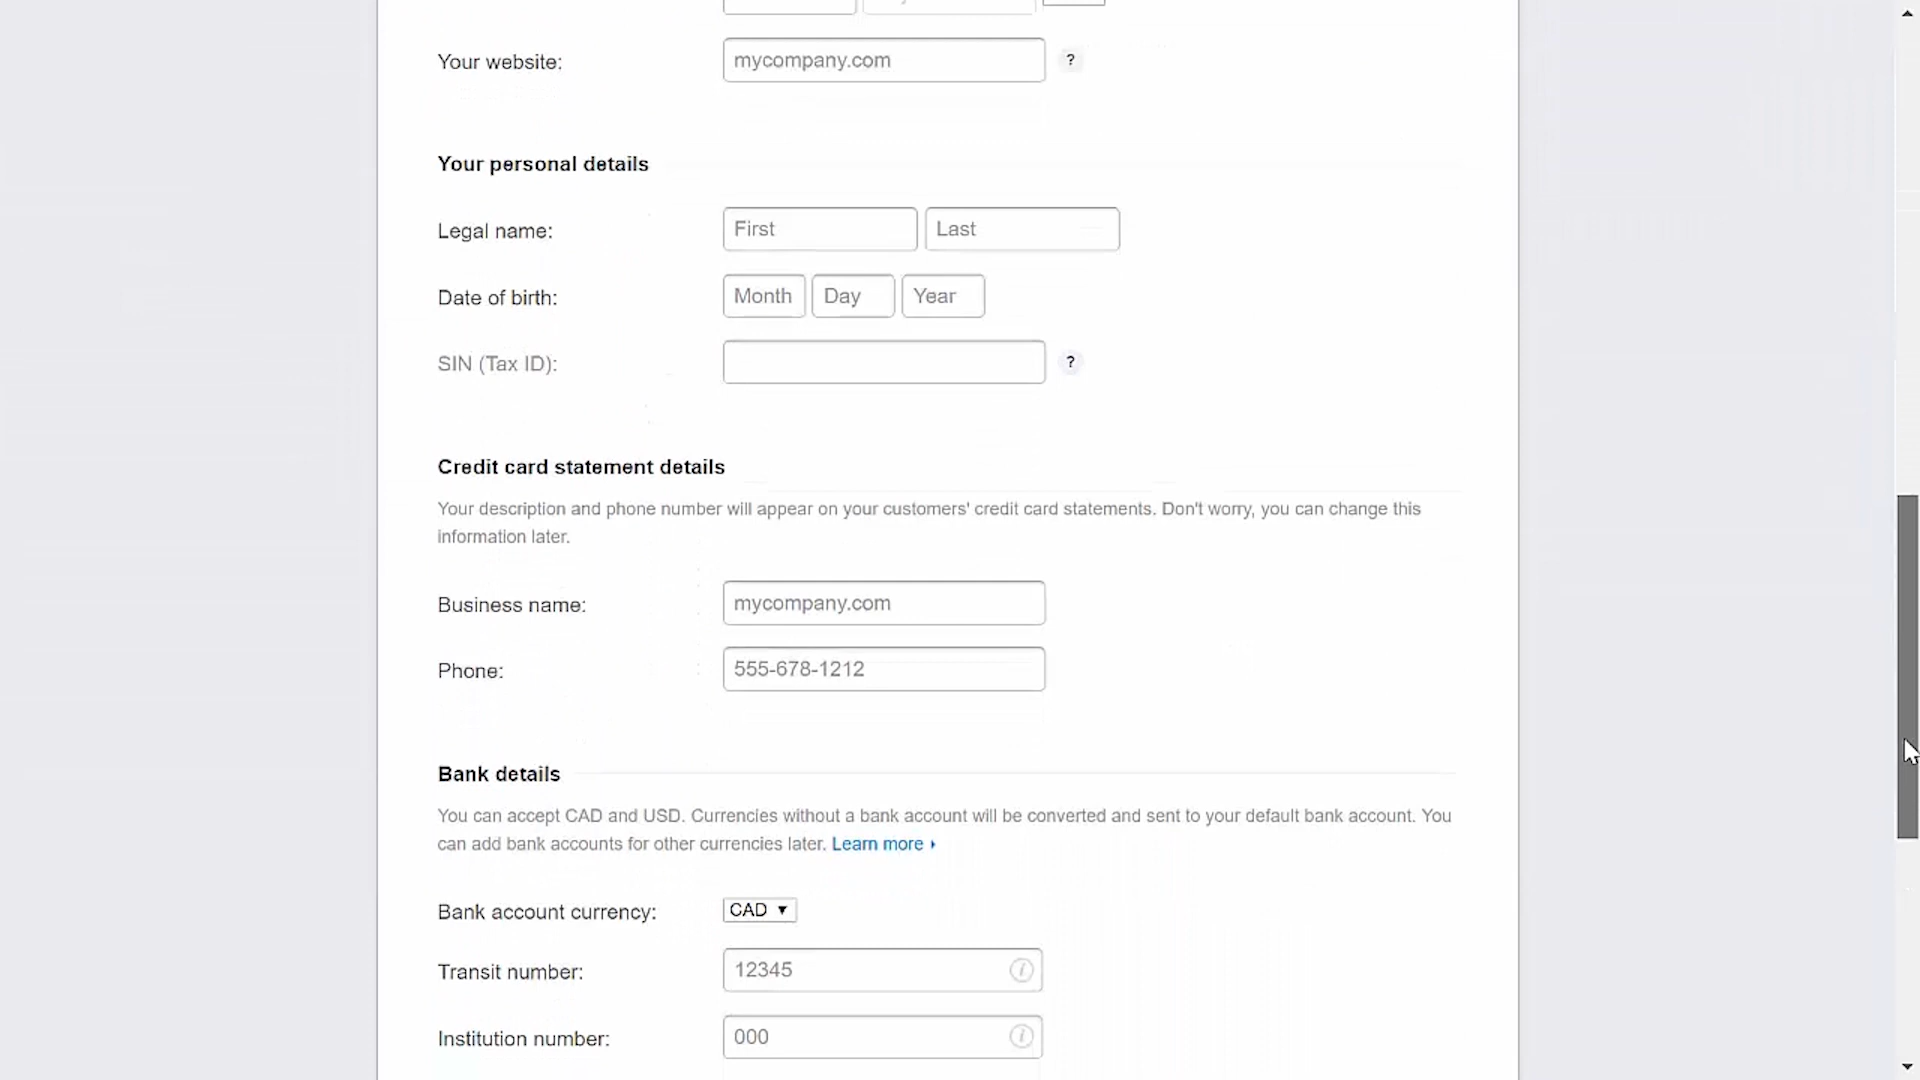 Your website: mycompany.com ?
Your personal details
Legal name: First Last
Date of birth: Month Day Year
SIN (Tax ID): ?
Credit card statement details
Your description and phone number will appear on your customers' credit card statements. Don't worry, you can change this
information later.
Business name: mycompany.com
Phone: 555-678-1212
Bank details
You can accept CAD and USD. Currencies without a bank account will be converted and sent to your default bank account. You
can add bank accounts for other currencies later. Learn more
Bank account currency: CAD
Transit number: 12345 i
Institution number: 000 i